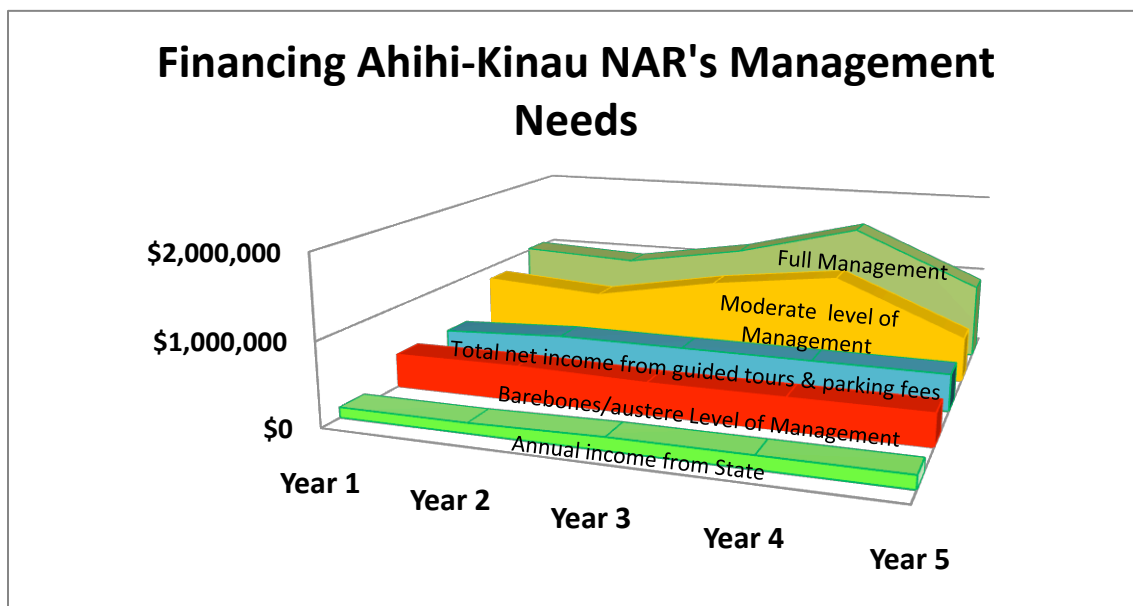 Financing Ahihi-Kinau NAR's Management
Needs
$2,000,000
$1,000,000
$0
Full Management
Moderate level of
Management
Total net income from guided tours & parking fees
Barebones/austere Level of Management
Annual income from State
Year 1
Year 2
Year 3
Year 4
Year 5